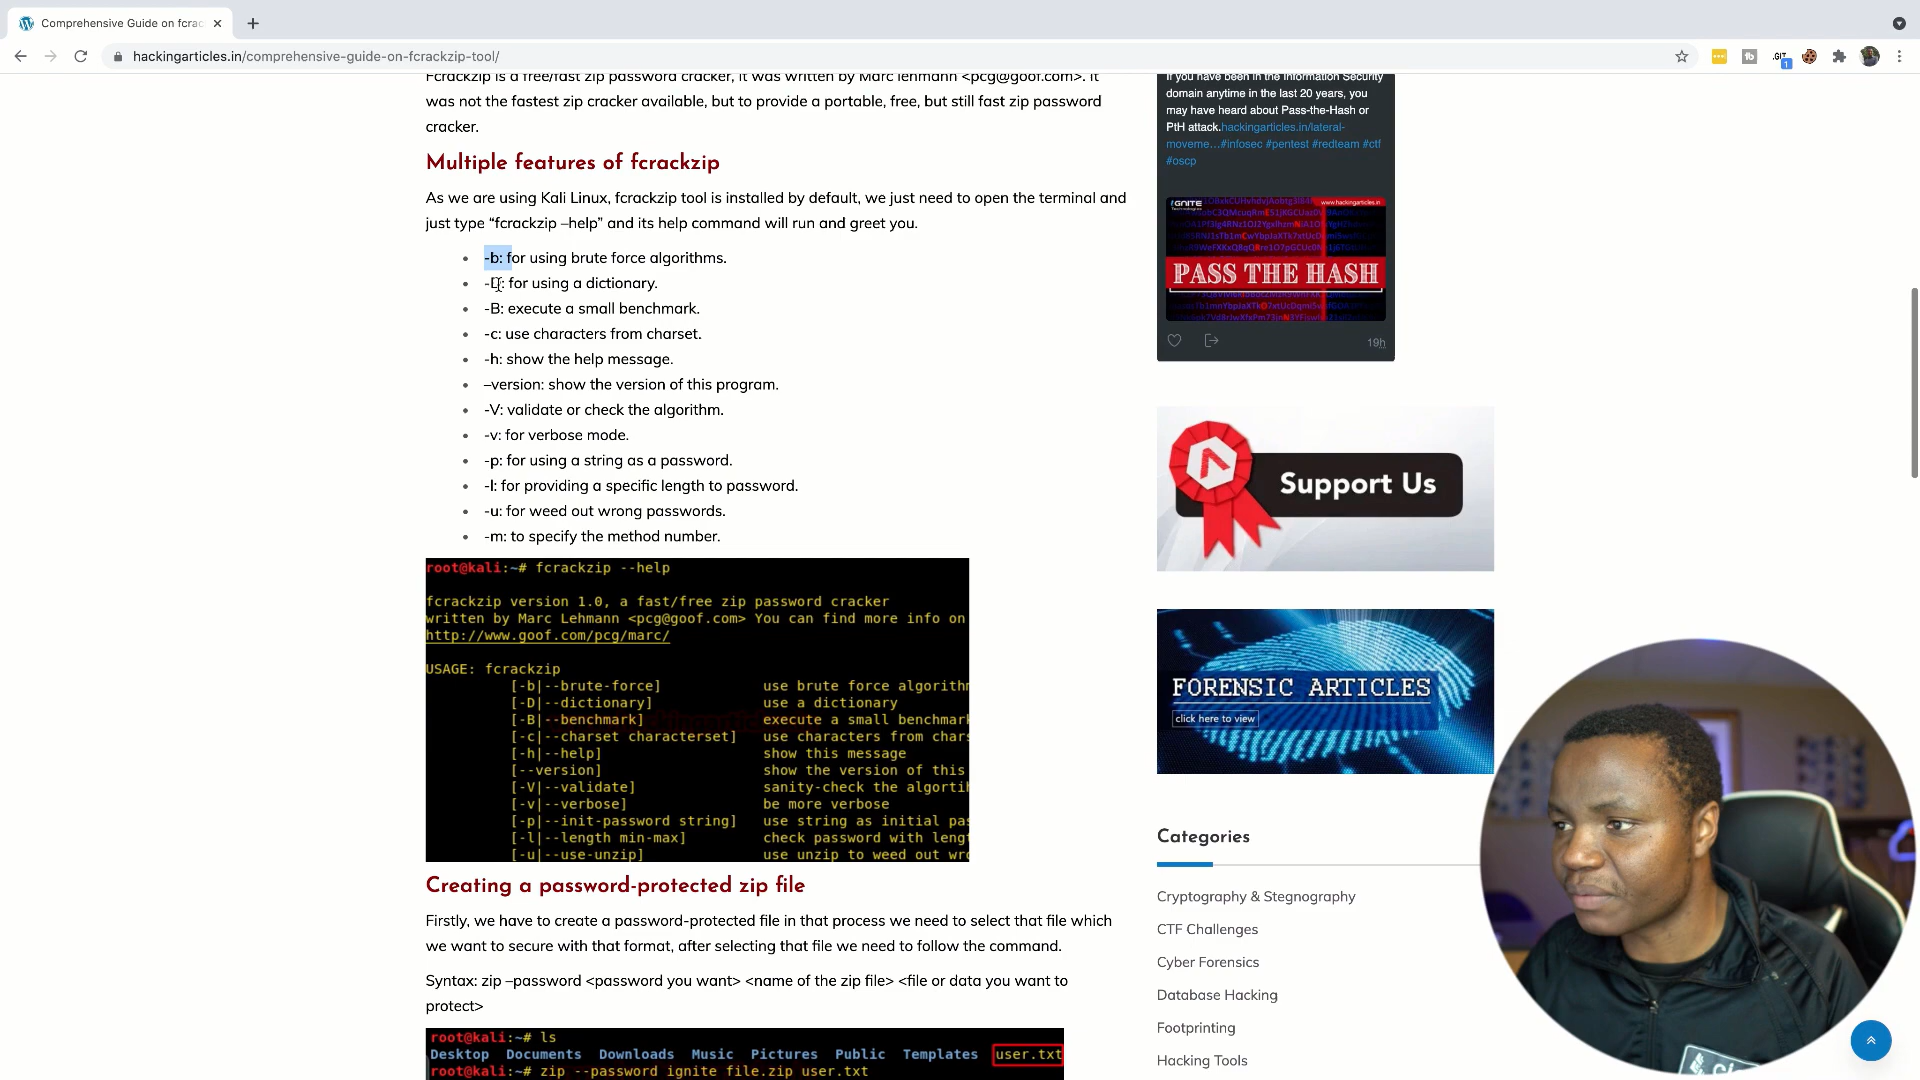 Comprehensive Guide on fcrac
hackingarticles.in/comprehensive-guide-on-fcrackzip-tool/
1
Fcrackzip is a free/fast zip password cracker, it was written by Marc lehmann <pcg@goof.com>. It
was not the fastest zip cracker available, but to provide a portable, free, but still fast zip password
cracker.
Multiple features of fcrackzip
As we are using Kali Linux, fcrackzip tool is installed by default, we just need to open the terminal and
just type “fcrackzip –help” and its help command will run and greet you.
-b: for using brute force algorithms.
-D: for using a dictionary.
-B: execute a small benchmark.
-c: use characters from charset.
-h: show the help message.
–version: show the version of this program.
-V: validate or check the algorithm.
-v: for verbose mode.
-p: for using a string as a password.
-l: for providing a specific length to password.
-u: for weed out wrong passwords.
-m: to specify the method number.
root@kali:~# fcrackzip --help
fcrackzip version 1.0, a fast/free zip password cracker
written by Marc Lehmann <pcg@goof.com> You can find more info on
http://www.goof.com/pcg/marc/
USAGE: fcrackzip
[-b|--brute-force] use brute force algorithm
[-D|--dictionary] use a dictionary
[-B|--benchmark] execute a small benchmark
[-c|--charset characterset] use characters from chars
[-h|--help] show this message
[--version] show the version of this
[-V|--validate] sanity-check the algortih
[-v|--verbose] be more verbose
[-p|--init-password string] use string as initial pas
[-l|--length min-max] check password with lengt
[-u|--use-unzip] use unzip to weed out wro
Creating a password-protected zip file
Firstly, we have to create a password-protected file in that process we need to select that file which
we want to secure with that format, after selecting that file we need to follow the command.
Syntax: zip –password <password you want> <name of the zip file> <file or data you want to
protect>
root@kali:~# ls
Desktop Documents Downloads Music Pictures Public Templates user.txt
root@kali:~# zip --password ignite file.zip user.txt
If you have been in the Information Security
domain anytime in the last 20 years, you
may have heard about Pass-the-Hash or
PtH attack.hackingarticles.in/lateral-
moveme…#infosec #pentest #redteam #ctf
#oscp
IGNITE
www.hackingarticles.in
PASS THE HASH
19h
Support Us
FORENSIC ARTICLES
click here to view
Categories
Cryptography & Stegnography
CTF Challenges
Cyber Forensics
Database Hacking
Footprinting
Hacking Tools